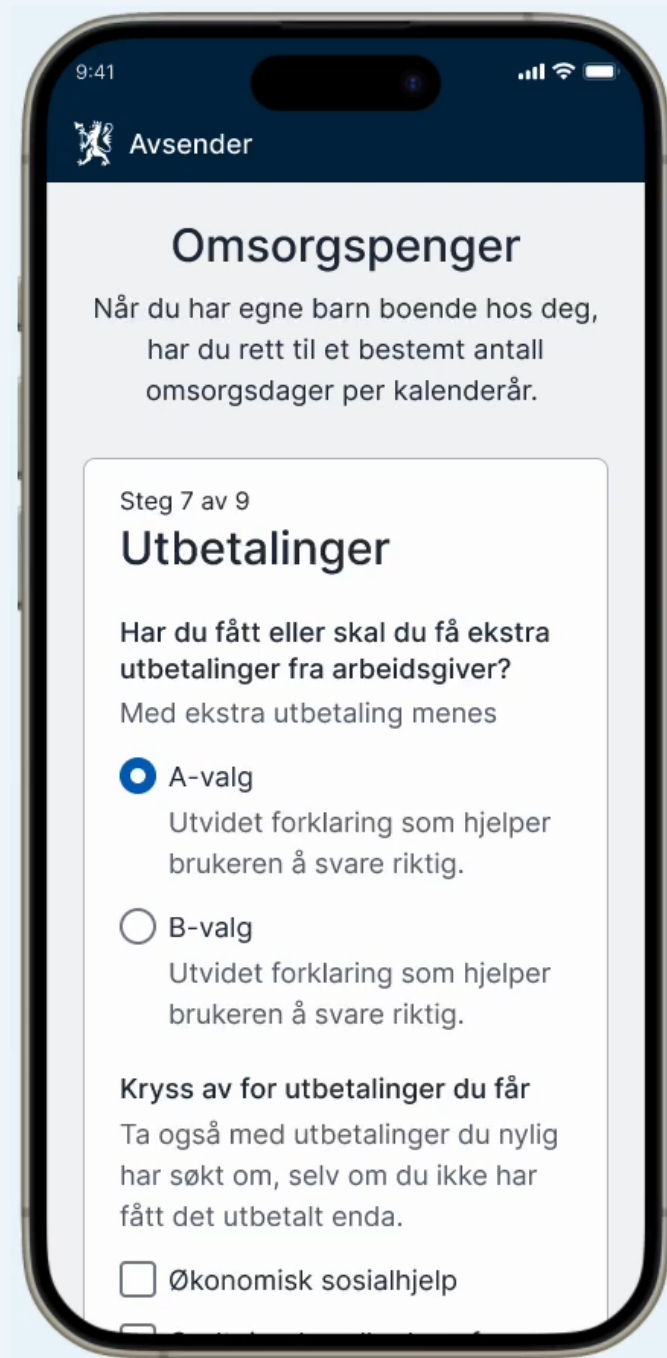 9:41
Avsender
Omsorgspenger
Når du har egne barn boende hos deg,
har du rett til et bestemt antall
omsorgsdager per kalenderår.
Steg 7 av 9
Utbetalinger
Har du fått eller skal du få ekstra
utbetalinger fra arbeidsgiver?
Med ekstra utbetaling menes
A-valg
Utvidet forklaring som hjelper
brukeren å svare riktig.
B-valg
Utvidet forklaring som hjelper
brukeren å svare riktig.
Kryss av for utbetalinger du får
Ta også med utbetalinger du nylig
har søkt om, selv om du ikke har
fått det utbetalt enda.
Økonomisk sosialhjelp